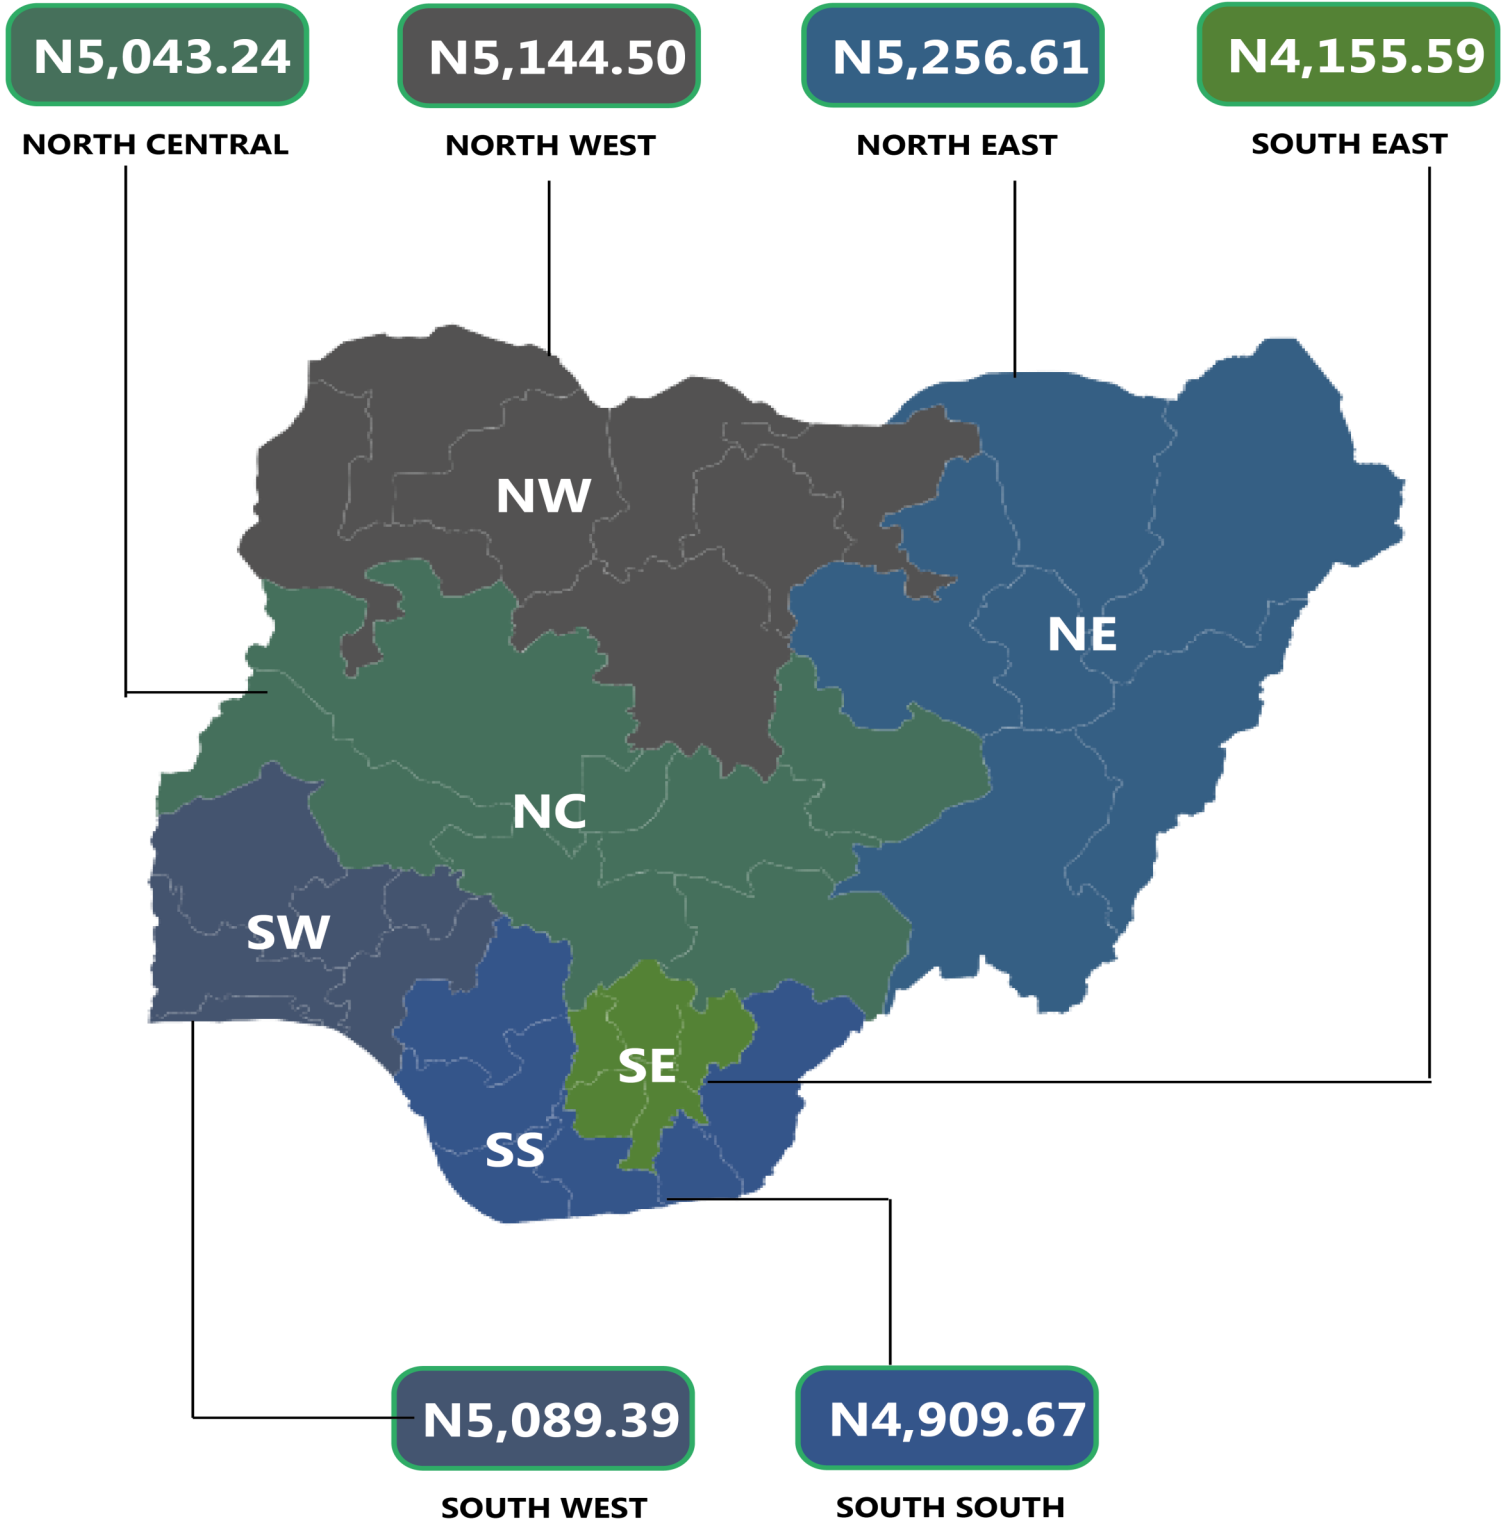 N5,043.24
NORTH CENTRAL
N5,144.50
NORTH WEST
N5,256.61
NORTH EAST
N4,155.59
SOUTH EAST
NW
NE
NC
SW
SE
SS
N5,089.39
SOUTH WEST
N4,909.67
SOUTH SOUTH